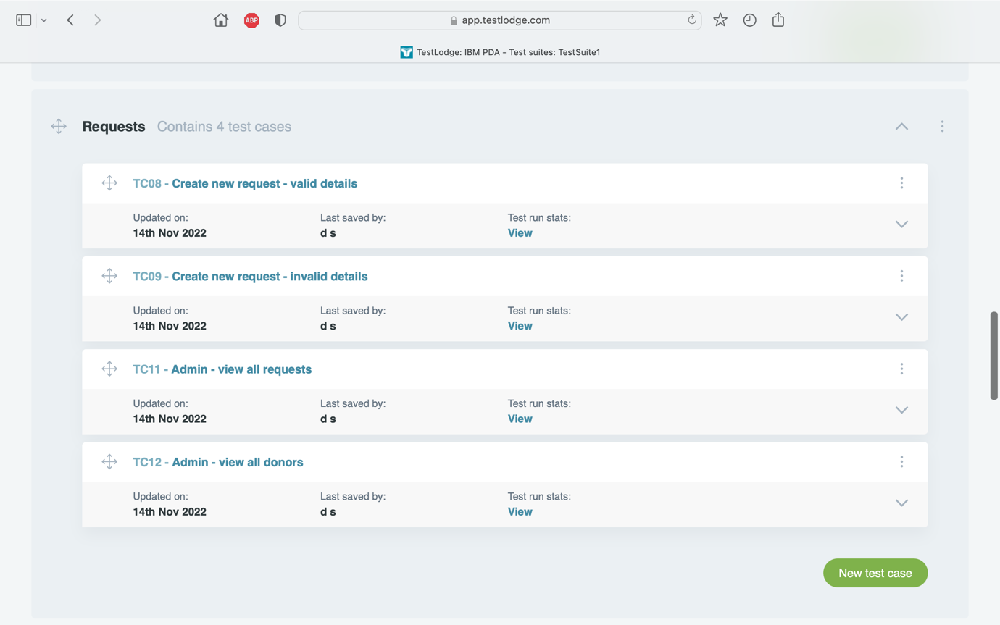 ABP
app.testlodge.com
TestLodge: IBM PDA - Test suites: TestSuite1
Requests Contains 4 test cases
TC08 - Create new request - valid details
Updated on: Last saved by: Test run stats:
14th Nov 2022 d s View
TC09 - Create new request - invalid details
Updated on: Last saved by: Test run stats:
14th Nov 2022 d s View
TC11 - Admin - view all requests
Updated on: Last saved by: Test run stats:
14th Nov 2022 d s View
TC12 - Admin - view all donors
Updated on: Last saved by: Test run stats:
14th Nov 2022 d s View
New test case